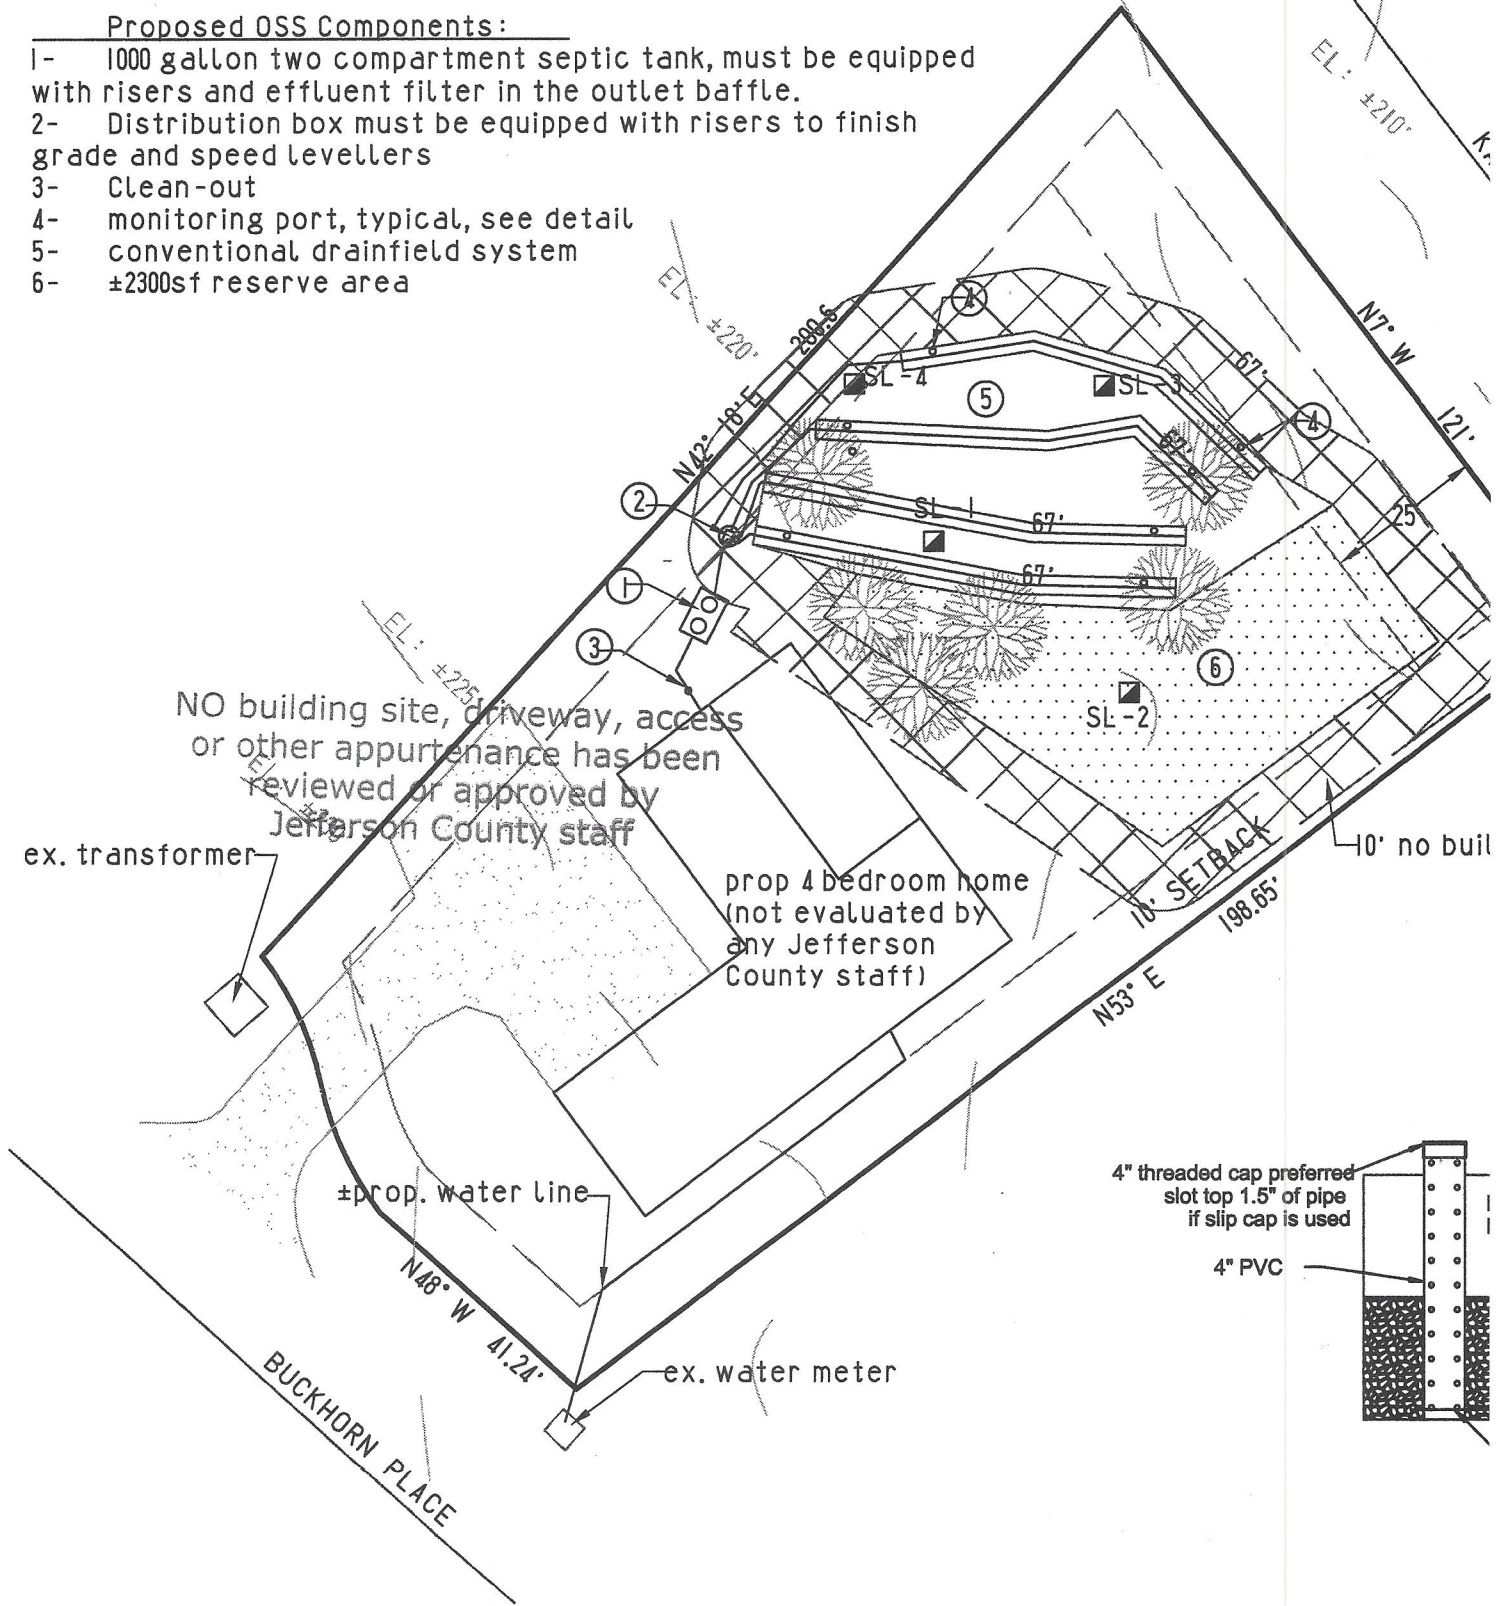 Proposed OSS Components:
1- 1000 gallon two compartment septic tank, must be equipped
with risers and effluent filter in the outlet baffle.
2- Distribution box must be equipped with risers to finish
grade and speed levellers
3- Clean-out
4- monitoring port, typical, see detail
5- conventional drainfield system
6- ±2300sf reserve area
EL: ±210'
EL: ±220'
280.6
N42° 18' E
N7° W
121'
4
67'
SL-4
5
SL-3
4
67'
25
2
SL-1
67'
67'
1
3
6
SL-2
EL: ±225'
NO building site, driveway, access
or other appurtenance has been
reviewed or approved by
Jefferson County staff
EL:
ex. transformer
prop 4 bedroom home
(not evaluated by
any Jefferson
County staff)
10' SETBACK
10' no buil
198.65'
N53° E
±prop. water line
N48° W 41.24'
ex. water meter
BUCKHORN PLACE
4" threaded cap preferred
slot top 1.5" of pipe
if slip cap is used
4" PVC